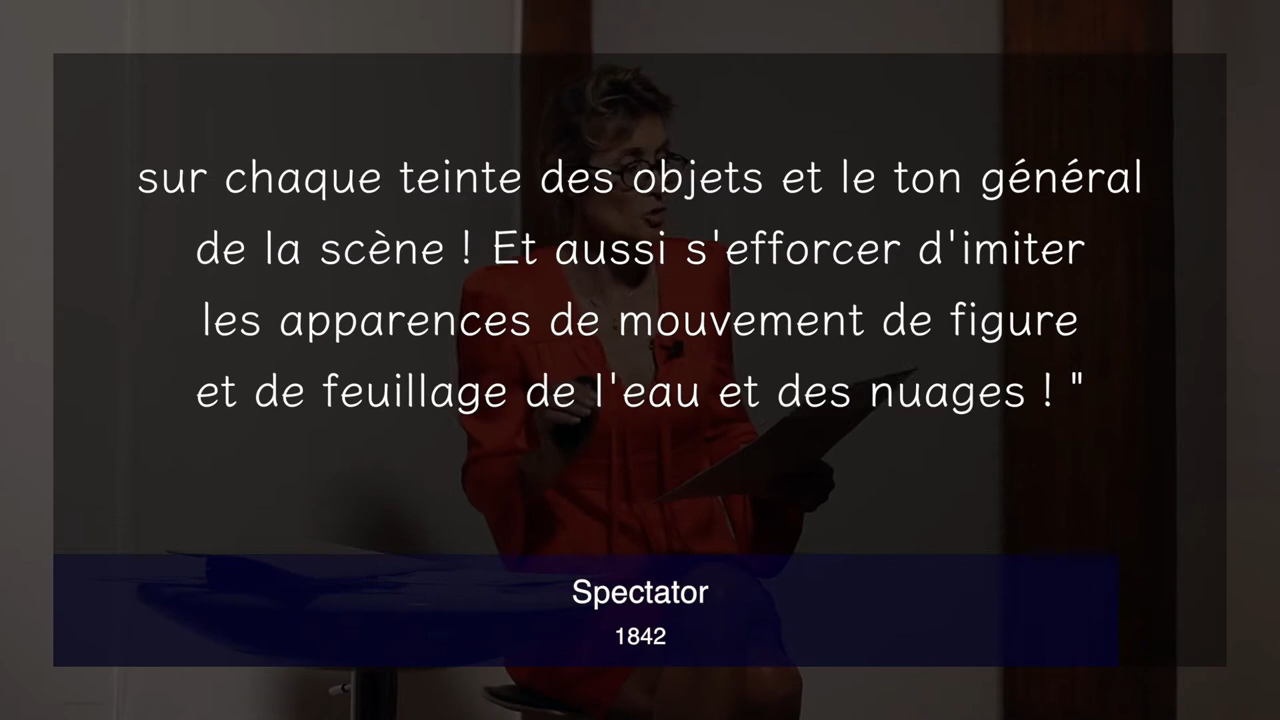 sur chaque teinte des objets et le ton général
de la scène ! Et aussi s'efforcer d'imiter
les apparences de mouvement de figure
et de feuillage de l'eau et des nuages ! "
Spectator
1842